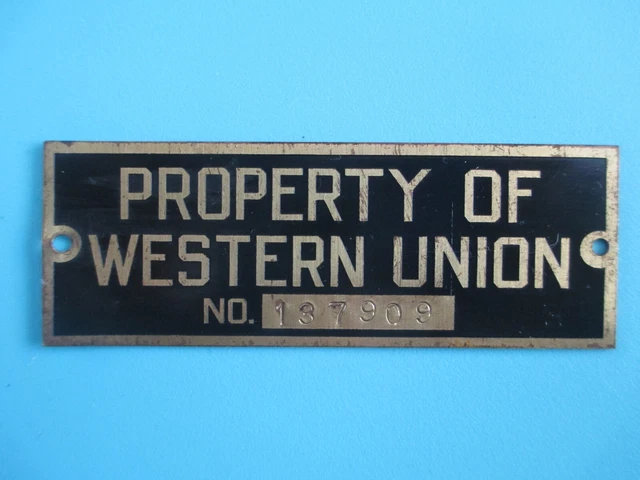 PROPERTY OF
WESTERN UNION
NO. 137909